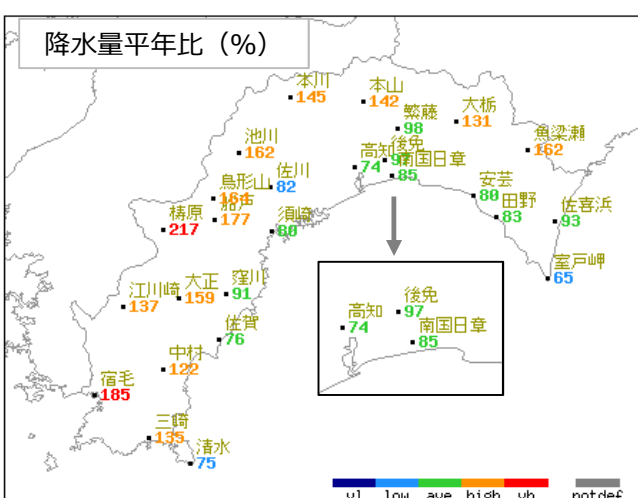 降水量平年比（%）
本川
145
本山
142
繁藤
98
大栃
131
魚梁瀬
162
池川
162
高知
74
後免
97
南国日章
85
佐川
82
鳥形山
164
船戸
177
須崎
80
安芸
80
田野
83
佐喜浜
93
梼原
217
室戸岬
65
江川崎
137
大正
159
窪川
91
佐賀
76
後免
97
高知
74
南国日章
85
中村
122
宿毛
185
三崎
135
清水
75
vl low ave high vh notdef